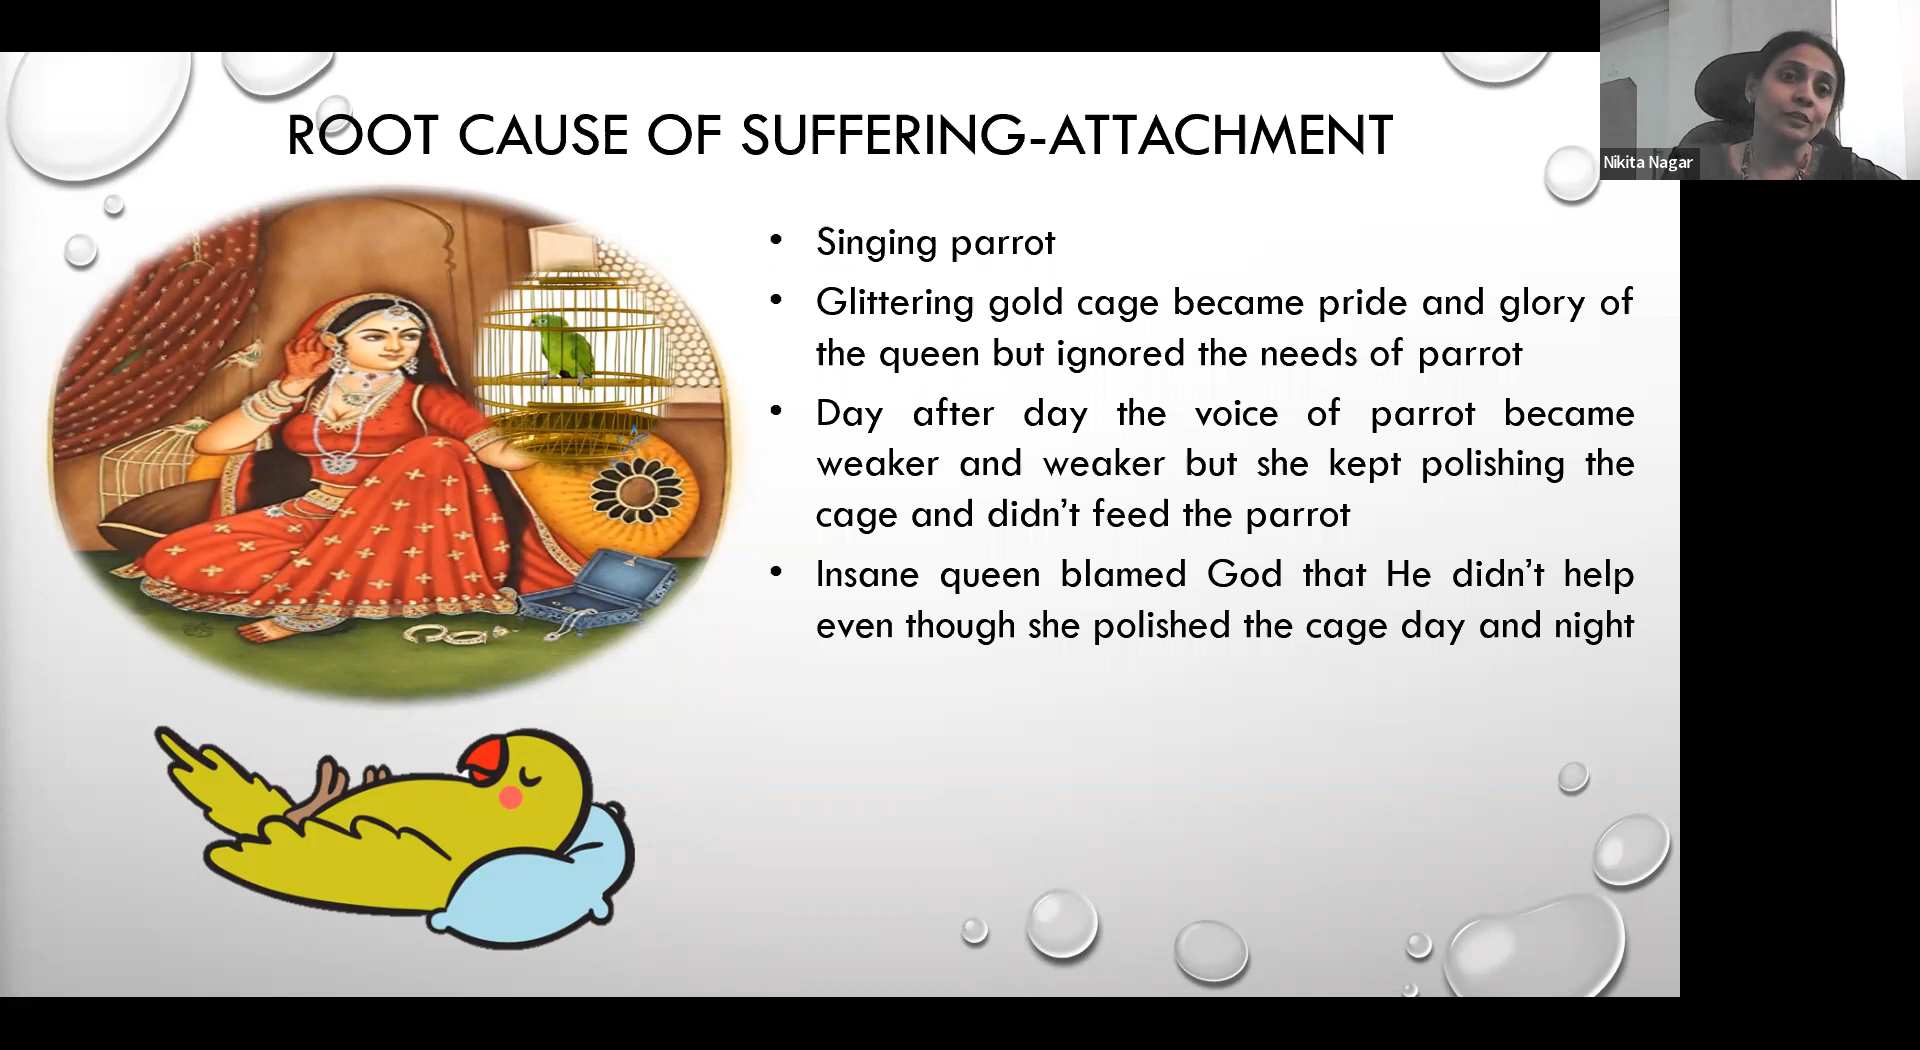 ROOT CAUSE OF SUFFERING-ATTACHMENT
Nikita Nagar
• Singing parrot
• Glittering gold cage became pride and glory of
the queen but ignored the needs of parrot
• Day after day the voice of parrot became
weaker and weaker but she kept polishing the
cage and didn’t feed the parrot
• Insane queen blamed God that He didn’t help
even though she polished the cage day and night